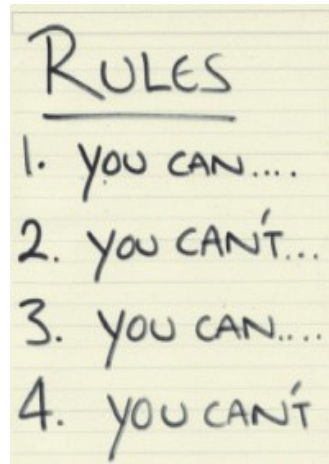 RULES
1. YOU CAN....
2. YOU CAN'T...
3. YOU CAN....
4. YOU CAN'T